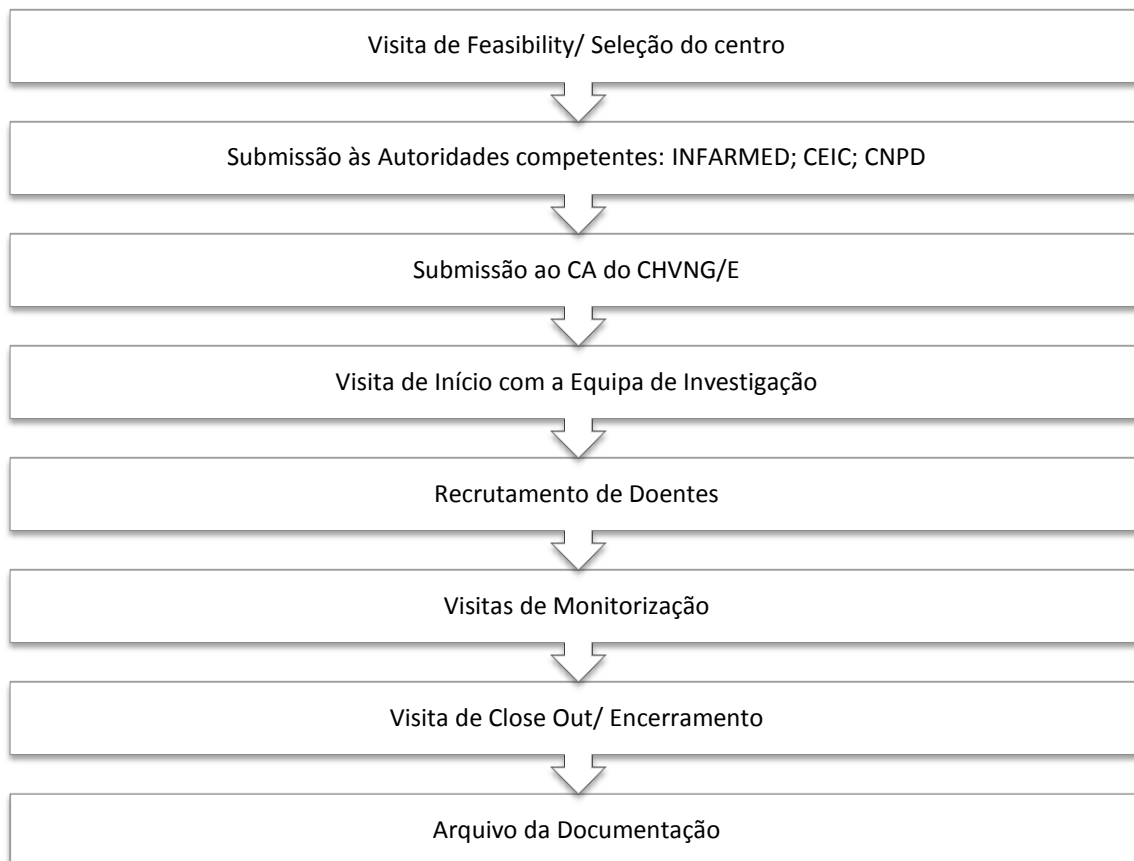 Visita de Feasibility/ Seleção do centro
Submissão às Autoridades competentes: INFARMED; CEIC; CNPD
Submissão ao CA do CHVNG/E
Visita de Início com a Equipa de Investigação
Recrutamento de Doentes
Visitas de Monitorização
Visita de Close Out/ Encerramento
Arquivo da Documentação